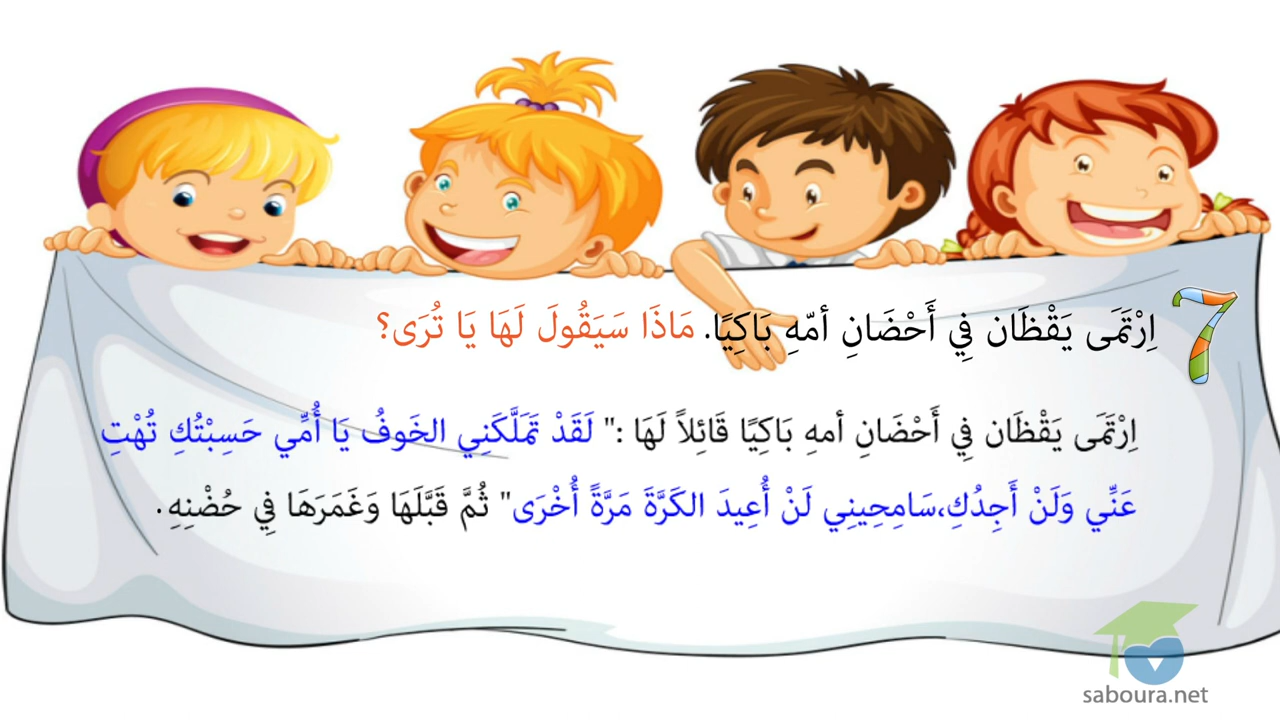 7 اِرْتَمَى يَقْظَان فِي أَحْضَانِ أمّهِ بَاكِيًا. مَاذَا سَيَقُولَ لَهَا يَا تُرَى؟
اِرْتَمَى يَقْظَان فِي أَحْضَانِ أمهِ بَاكِيًا قَائِلاً لَهَا :" لَقَدْ تَمَلَّكَنِي الخَوفُ يَا أُمِّي حَسِبْتُكِ تُهْتِ
عَنِّي وَلَنْ أَجِدُكِ،سَامِحِينِي لَنْ أُعِيدَ الكَرَّةَ مَرَّةً أُخْرَى" ثُمَّ قَبَّلَهَا وَغَمَرَهَا فِي حُضْنِهِ.
saboura.net